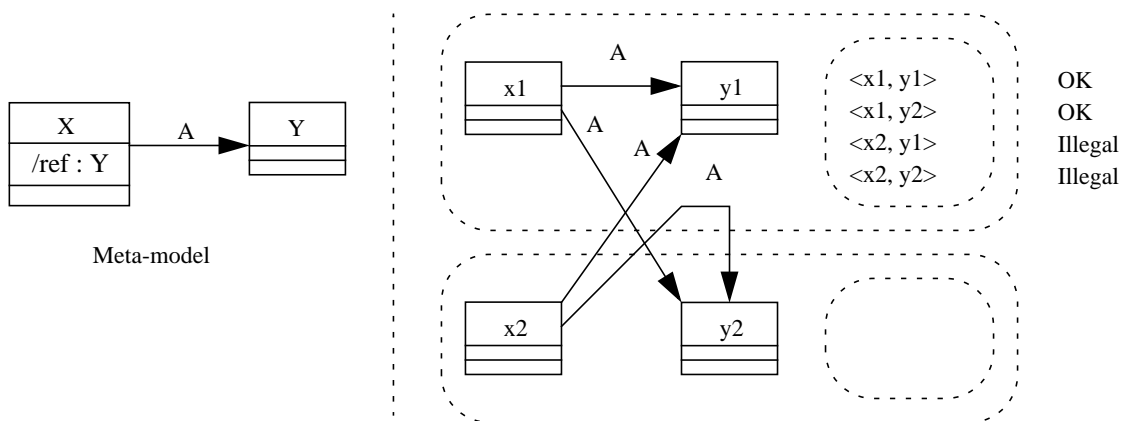 X
/ref : Y
A
Y
Meta-model
A
x1
y1
<x1, y1>
OK
<x1, y2>
OK
A
A
<x2, y1>
Illegal
A
<x2, y2>
Illegal
x2
y2